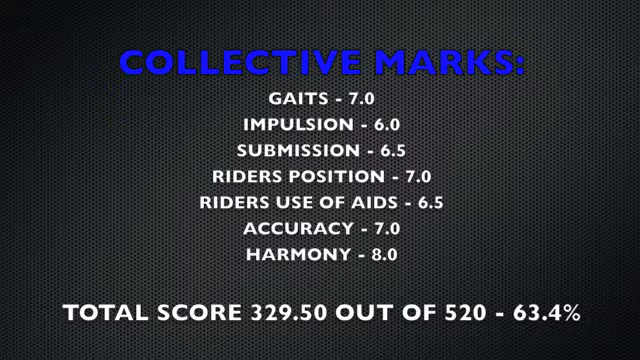 COLLECTIVE MARKS:
GAITS - 7.0
IMPULSION - 6.0
SUBMISSION - 6.5
RIDERS POSITION - 7.0
RIDERS USE OF AIDS - 6.5
ACCURACY - 7.0
HARMONY - 8.0
TOTAL SCORE 329.50 OUT OF 520 - 63.4%